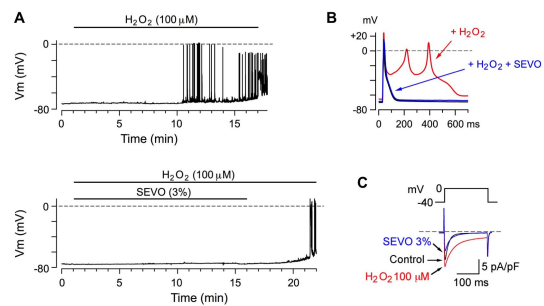 A
H₂O₂ (100 μM)
0
Vm (mV)
-80
0 5 10 15
Time (min)
H₂O₂ (100 μM)
SEVO (3%)
0
Vm (mV)
-80
0 5 10 15 20
Time (min)
B
mV
+20
0
+ H₂O₂
+ H₂O₂ + SEVO
-80
0 200 400 600 ms
C
mV
0
-40
SEVO 3%
Control
H₂O₂ 100 μM
5 pA/pF
100 ms